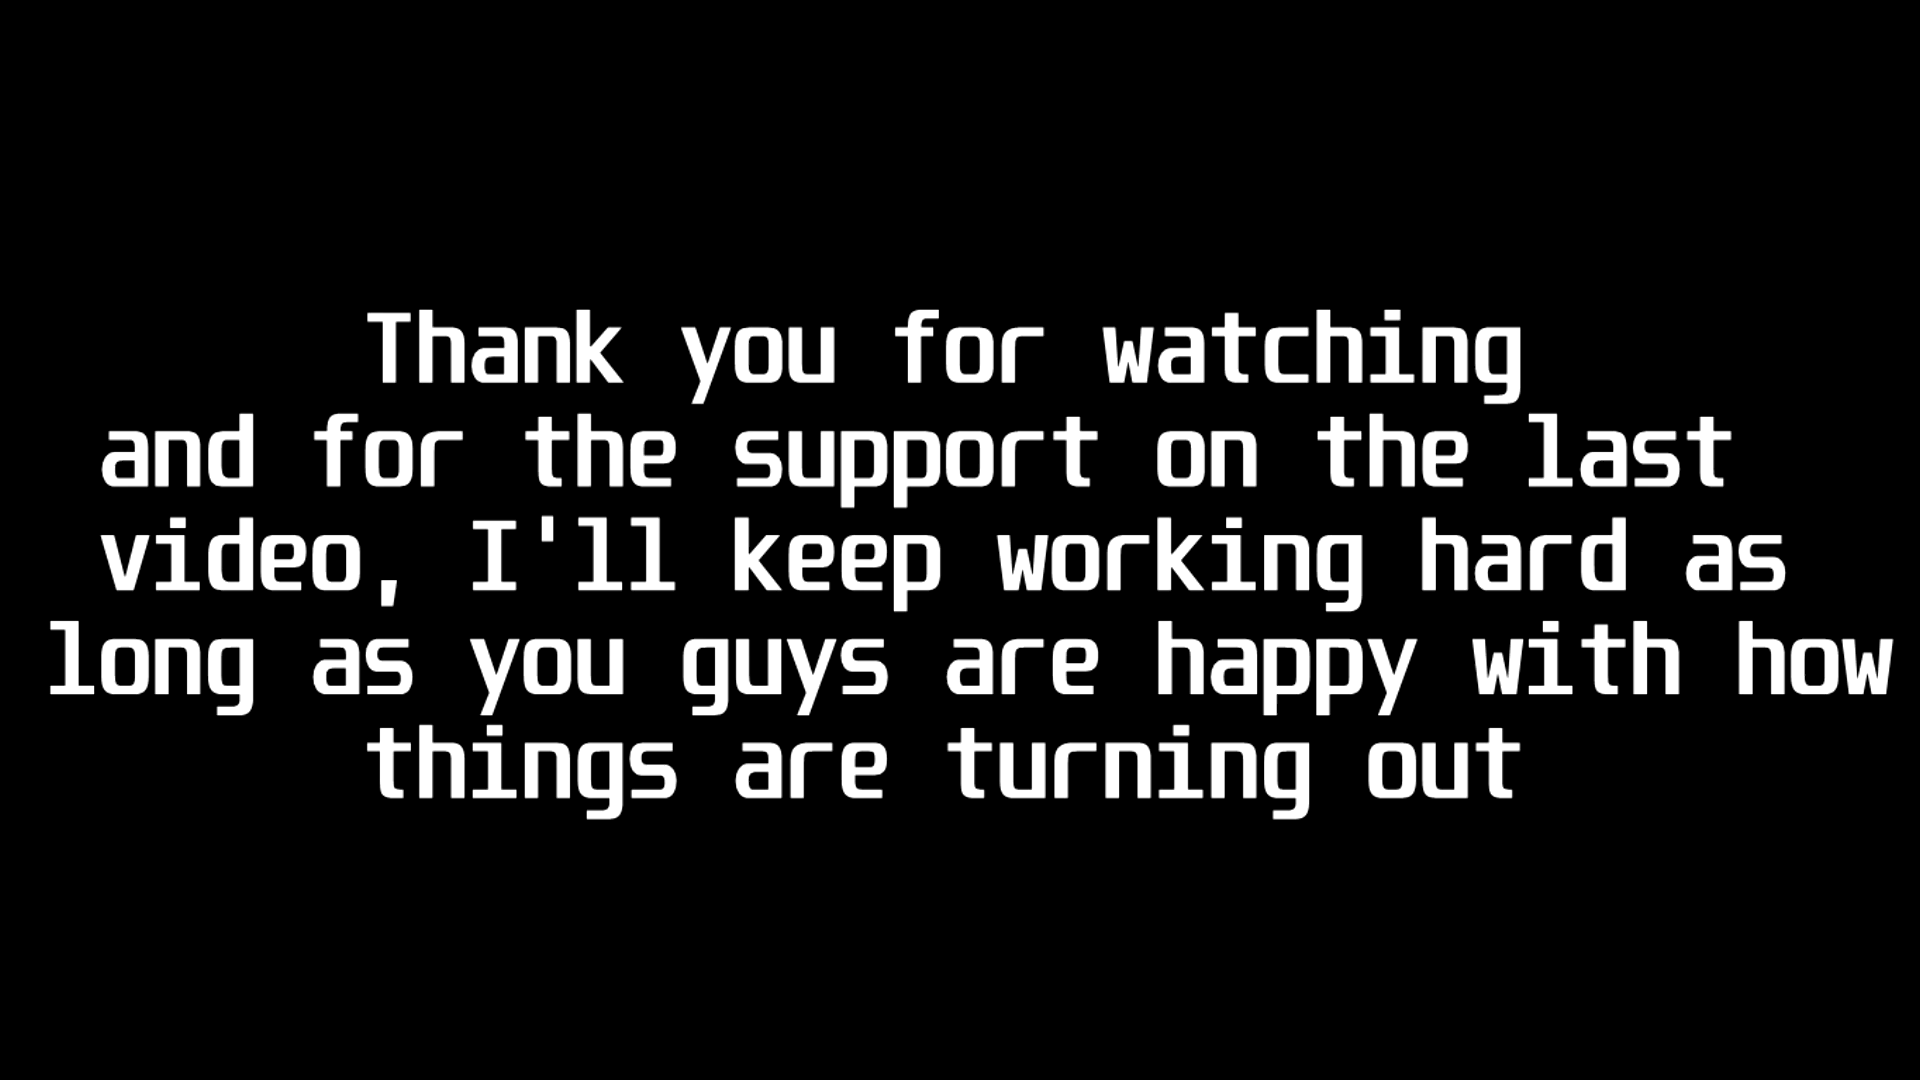 Thank you for watching
and for the support on the last
video, I'll keep working hard as
long as you guys are happy with how
things are turning out